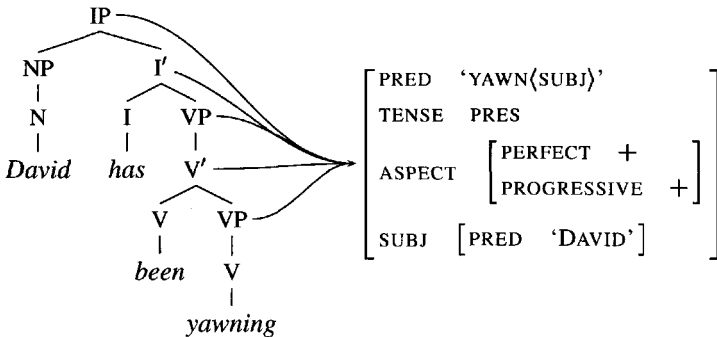 IP
NP I′
N I VP
David has V′
V VP
been V
yawning
PRED ‘YAWN⟨SUBJ⟩’
TENSE PRES
ASPECT [PERFECT +
PROGRESSIVE +]
SUBJ [PRED ‘DAVID’]